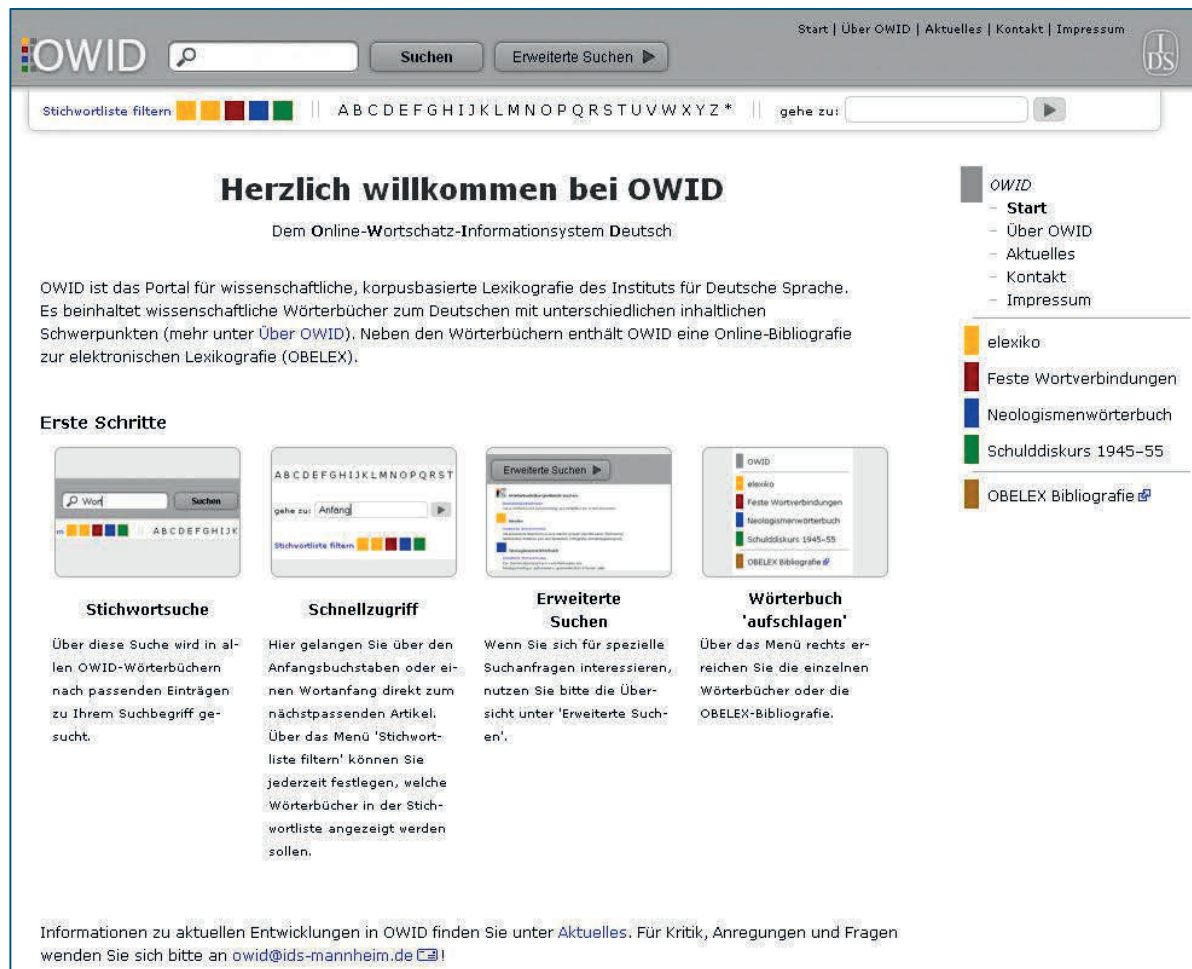 Start | Über OWID | Aktuelles | Kontakt | Impressum
OWID
Suchen
Erweiterte Suchen
IDS
Stichwortliste filtern
A B C D E F G H I J K L M N O P Q R S T U V W X Y Z *
gehe zu:
Herzlich willkommen bei OWID
Dem Online-Wortschatz-Informationsystem Deutsch
OWID ist das Portal für wissenschaftliche, korpusbasierte Lexikografie des Instituts für Deutsche Sprache.
Es beinhaltet wissenschaftliche Wörterbücher zum Deutschen mit unterschiedlichen inhaltlichen
Schwerpunkten (mehr unter Über OWID). Neben den Wörterbüchern enthält OWID eine Online-Bibliografie
zur elektronischen Lexikografie (OBELEX).
Erste Schritte
Wort
Suchen
A B C D E F G H I J K
Stichwortsuche
Über diese Suche wird in al-
len OWID-Wörterbüchern
nach passenden Einträgen
zu Ihrem Suchbegriff ge-
sucht.
A B C D E F G H I J K L M N O P Q R S T
gehe zu: Anfang
Stichwortliste filtern
Schnellzugriff
Hier gelangen Sie über den
Anfangsbuchstaben oder ei-
nen Wortanfang direkt zum
nächstpassenden Artikel.
Über das Menü 'Stichwort-
liste filtern' können Sie
jederzeit festlegen, welche
Wörterbücher in der Stich-
wortliste angezeigt werden
sollen.
Erweiterte Suchen
Erweiterte
Suchen
Wenn Sie sich für spezielle
Suchanfragen interessieren,
nutzen Sie bitte die Über-
sicht unter 'Erweiterte Such-
en'.
OWID
elexiko
Feste Wortverbindungen
Neologismenwörterbuch
Schulddiskurs 1945-55
OBELEX Bibliografie
Wörterbuch
'aufschlagen'
Über das Menü rechts er-
reichen Sie die einzelnen
Wörterbücher oder die
OBELEX-Bibliografie.
Informationen zu aktuellen Entwicklungen in OWID finden Sie unter Aktuelles. Für Kritik, Anregungen und Fragen
wenden Sie sich bitte an owid@ids-mannheim.de !
OWID
– Start
– Über OWID
– Aktuelles
– Kontakt
– Impressum
elexiko
Feste Wortverbindungen
Neologismenwörterbuch
Schulddiskurs 1945–55
OBELEX Bibliografie